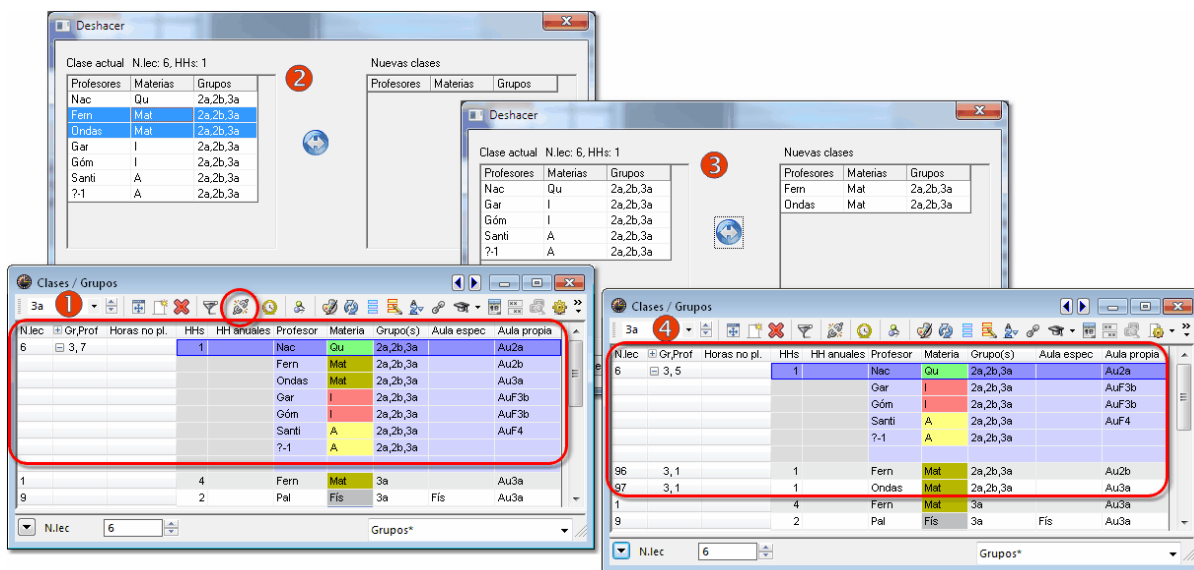 Deshacer
Clase actual N.lec: 6, HHs: 1
Nuevas clases
2
Profesores Materias Grupos
Profesores Materias Grupos
Nac Qu 2a,2b,3a
Fern Mat 2a,2b,3a
Ondas Mat 2a,2b,3a
Gar I 2a,2b,3a
Góm I 2a,2b,3a
Santi A 2a,2b,3a
?-1 A 2a,2b,3a
Deshacer
Clase actual N.lec: 6, HHs: 1
Nuevas clases
3
Profesores Materias Grupos
Profesores Materias Grupos
Nac Qu 2a,2b,3a
Fern Mat 2a,2b,3a
Gar I 2a,2b,3a
Ondas Mat 2a,2b,3a
Góm I 2a,2b,3a
Santi A 2a,2b,3a
?-1 A 2a,2b,3a
Clases / Grupos
3a 1
N.lec Gr,Prof Horas no pl. HHs HH anuales Profesor Materia Grupo(s) Aula espec Aula propia
6 3, 7 1 Nac Qu 2a,2b,3a Au2a
Fern Mat 2a,2b,3a Au2b
Ondas Mat 2a,2b,3a Au3a
Gar I 2a,2b,3a AuF3b
Góm I 2a,2b,3a AuF3b
Santi A 2a,2b,3a AuF4
?-1 A 2a,2b,3a
1 4 Fern Mat 3a Au3a
9 2 Pal Fís 3a Fís Au3a
N.lec 6 Grupos*
Clases / Grupos
3a 4
N.lec Gr,Prof Horas no pl. HHs HH anuales Profesor Materia Grupo(s) Aula espec Aula propia
6 3, 5 1 Nac Qu 2a,2b,3a Au2a
Gar I 2a,2b,3a AuF3b
Góm I 2a,2b,3a AuF3b
Santi A 2a,2b,3a AuF4
?-1 A 2a,2b,3a
96 3, 1 1 Fern Mat 2a,2b,3a Au2b
97 3, 1 1 Ondas Mat 2a,2b,3a Au3a
1 4 Fern Mat 3a Au3a
9 2 Pal Fís 3a Fís Au3a
N.lec 6 Grupos*